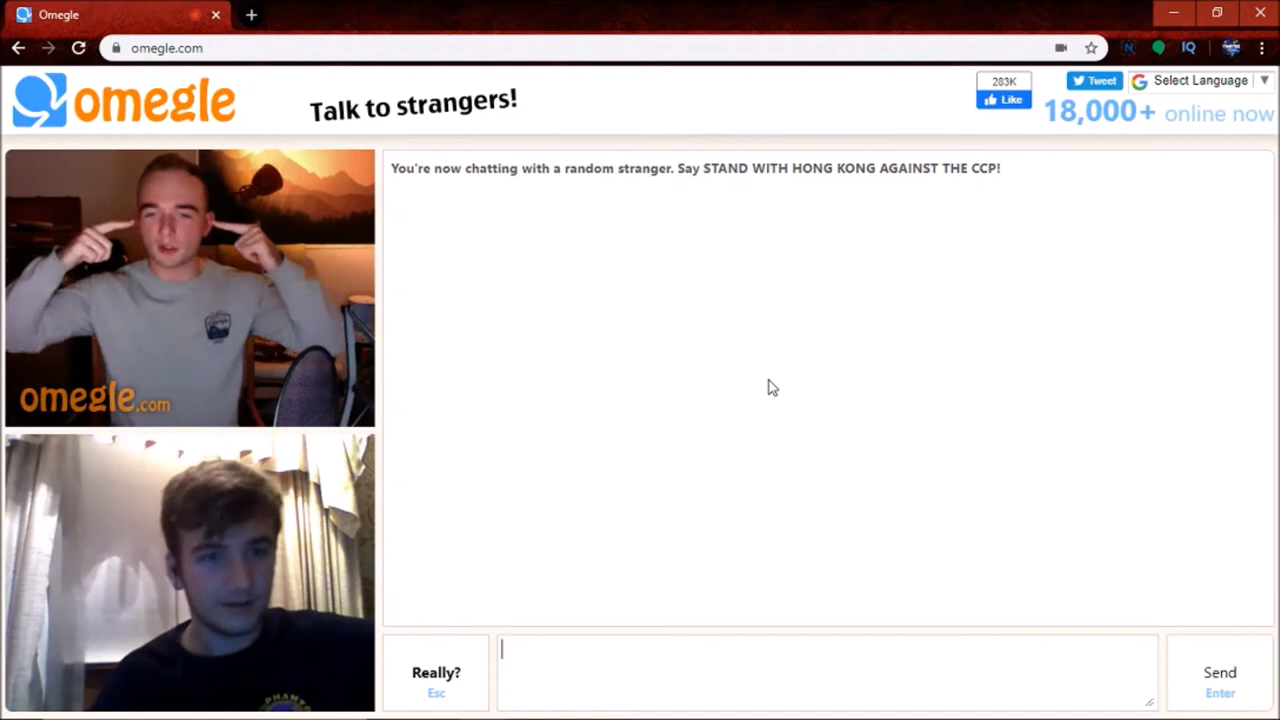 Omegle
omegle.com
omegle
Talk to strangers!
283K
Like
Tweet
Select Language
18,000+ online now
You're now chatting with a random stranger. Say STAND WITH HONG KONG AGAINST THE CCP!
omegle.com
Really?
Esc
Send
Enter
IQ
N